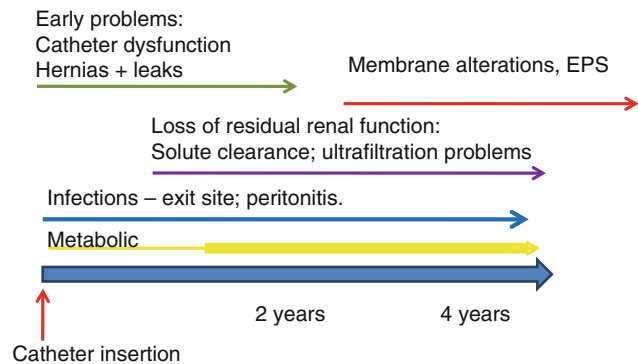 Early problems:
Catheter dysfunction
Hernias + leaks
Membrane alterations, EPS
Loss of residual renal function:
Solute clearance; ultrafiltration problems
Infections – exit site; peritonitis.
Metabolic
2 years
4 years
Catheter insertion